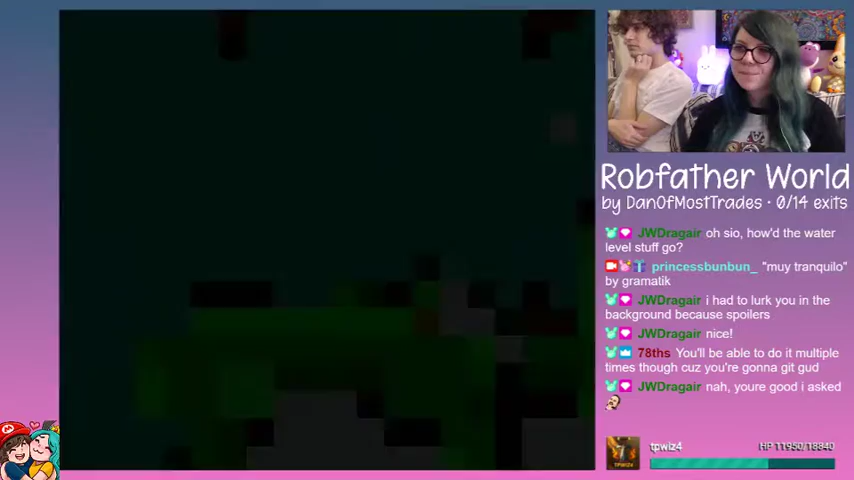 Robfather World
by DanOfMostTrades • 0/14 exits
JWDragair oh sio, how'd the water
level stuff go?
princessbunbun_ "muy tranquilo"
by gramatik
JWDragair i had to lurk you in the
background because spoilers
JWDragair nice!
78ths You'll be able to do it multiple
times though cuz you're gonna git gud
JWDragair nah, youre good i asked
tpwiz4 HP 11950/18840